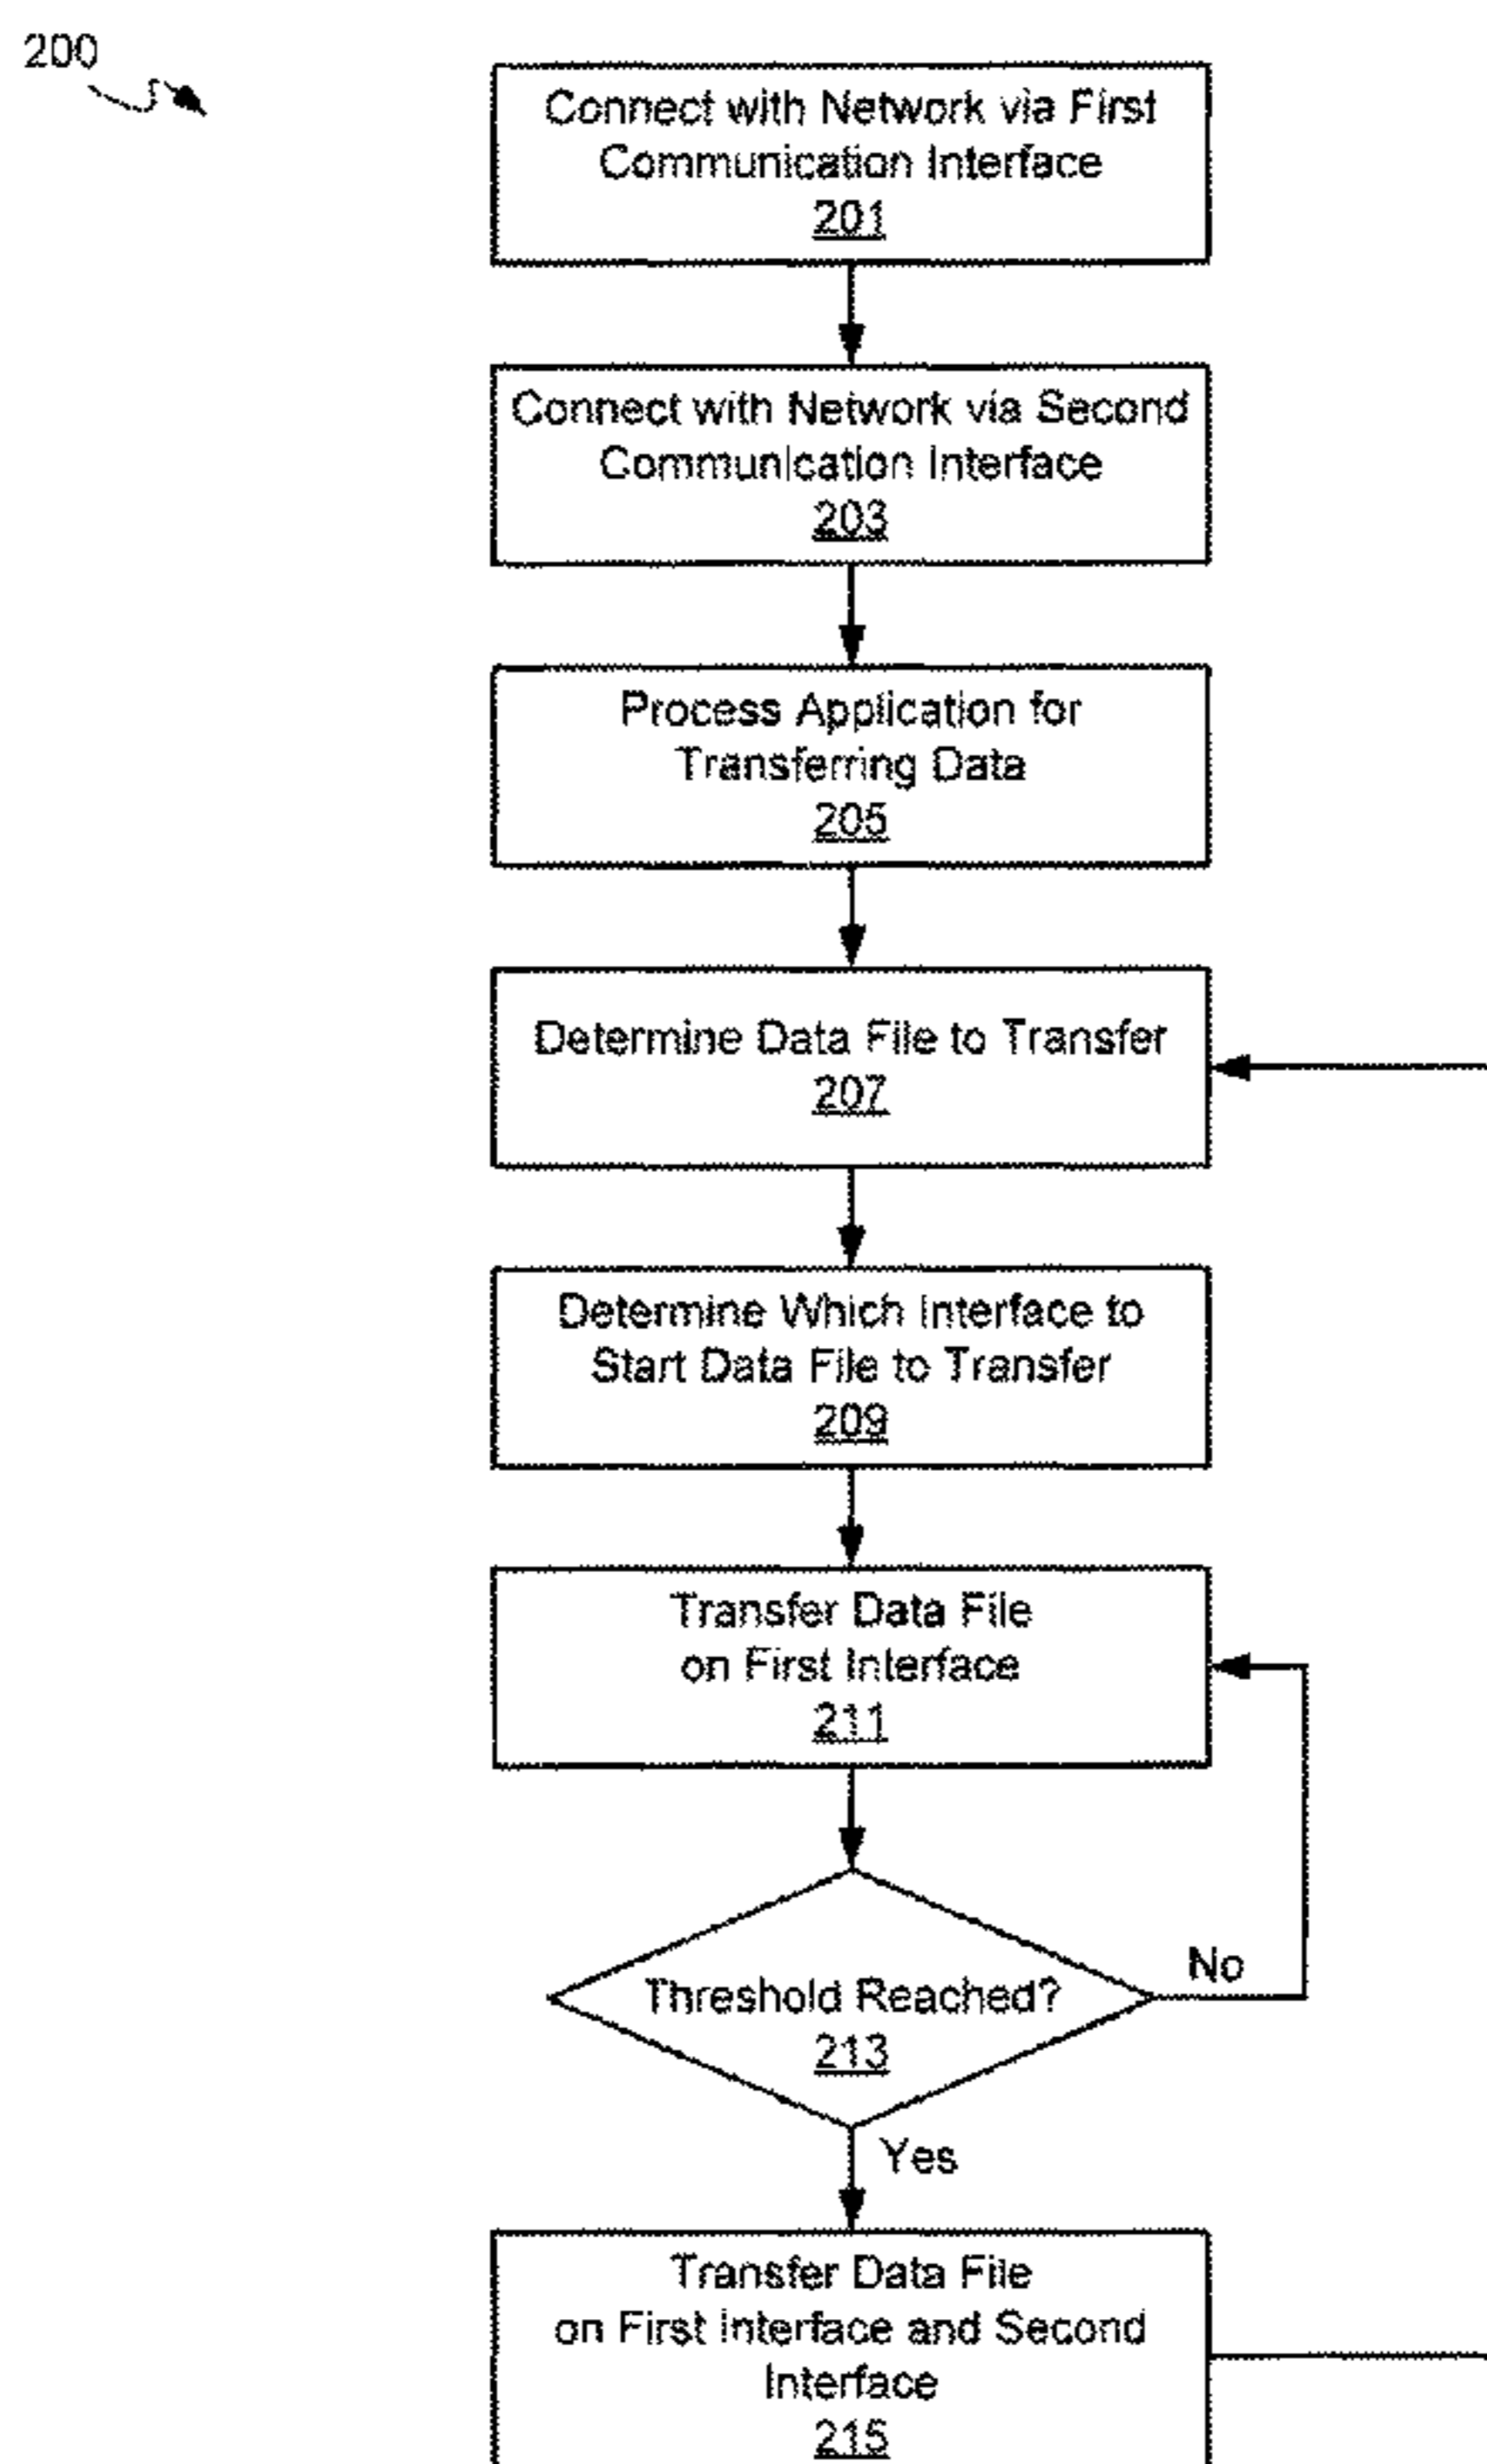 200
Connect with Network via First
Communication Interface
201
Connect with Network via Second
Communication Interface
203
Process Application for
Transferring Data
205
Determine Data File to Transfer
207
Determine Which Interface to
Start Data File to Transfer
209
Transfer Data File
on First Interface
211
Threshold Reached?
213
No
Yes
Transfer Data File
on First Interface and Second
Interface
215